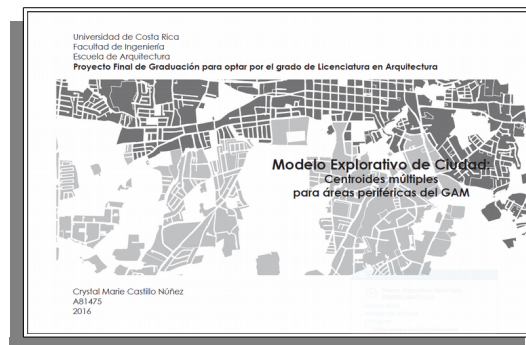 Universidad de Costa Rica
Facultad de Ingeniería
Escuela de Arquitectura
Proyecto Final de Graduación para optar por el grado de Licenciatura en Arquitectura
Modelo Explorativo de Ciudad:
Centroides múltiples
para áreas periféricas del GAM
Crystal Marie Castillo Núñez
A81475
2016